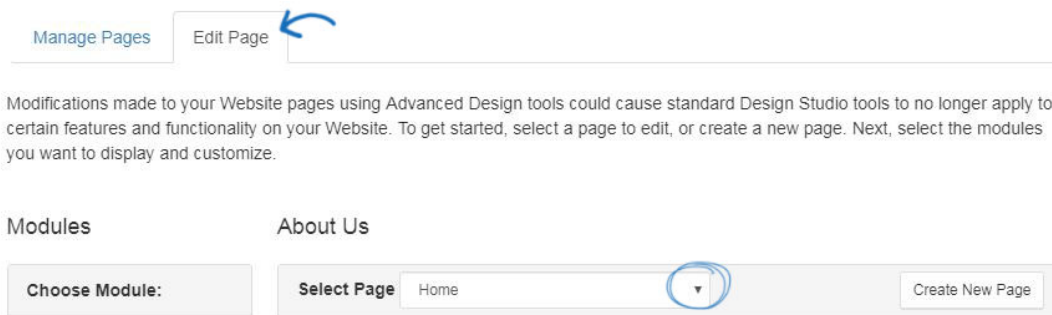 Manage Pages Edit Page
Modifications made to your Website pages using Advanced Design tools could cause standard Design Studio tools to no longer apply to
certain features and functionality on your Website. To get started, select a page to edit, or create a new page. Next, select the modules
you want to display and customize.
Modules About Us
Choose Module: Select Page Home Create New Page